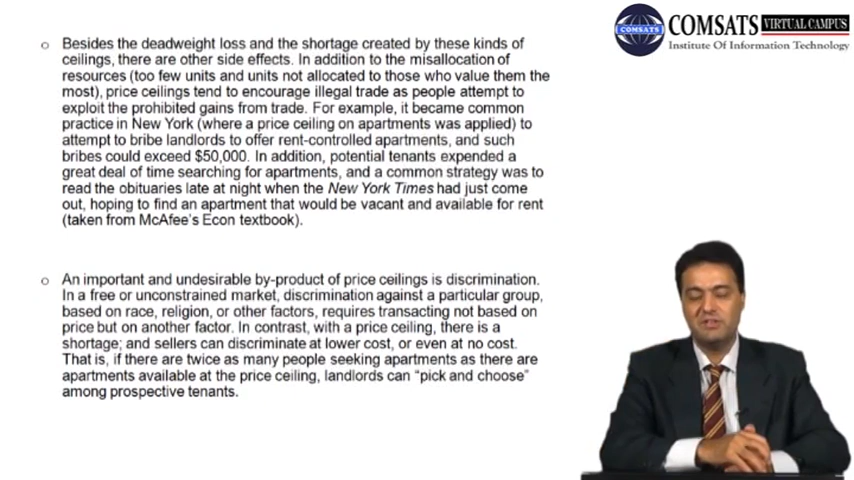 COMSATS VIRTUAL CAMPUS
COMSATS
Institute Of Information Technology
o Besides the deadweight loss and the shortage created by these kinds of
ceilings, there are other side effects. In addition to the misallocation of
resources (too few units and units not allocated to those who value them the
most), price ceilings tend to encourage illegal trade as people attempt to
exploit the prohibited gains from trade. For example, it became common
practice in New York (where a price ceiling on apartments was applied) to
attempt to bribe landlords to offer rent-controlled apartments, and such
bribes could exceed $50,000. In addition, potential tenants expended a
great deal of time searching for apartments, and a common strategy was to
read the obituaries late at night when the New York Times had just come
out, hoping to find an apartment that would be vacant and available for rent
(taken from McAfee's Econ textbook).
o An important and undesirable by-product of price ceilings is discrimination.
In a free or unconstrained market, discrimination against a particular group,
based on race, religion, or other factors, requires transacting not based on
price but on another factor. In contrast, with a price ceiling, there is a
shortage; and sellers can discriminate at lower cost, or even at no cost.
That is, if there are twice as many people seeking apartments as there are
apartments available at the price ceiling, landlords can "pick and choose"
among prospective tenants.